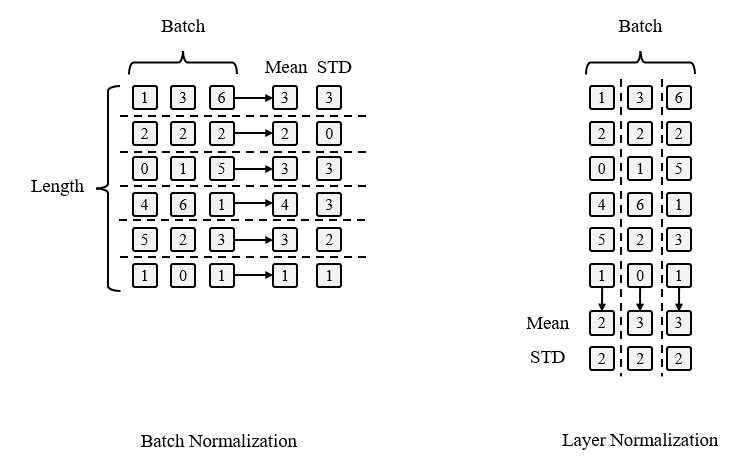 Batch
Mean STD
1 3 6 3 3
2 2 2 2 0
0 1 5 3 3
Length
4 6 1 4 3
5 2 3 3 2
1 0 1 1 1
Batch Normalization
Batch
1 3 6
2 2 2
0 1 5
4 6 1
5 2 3
1 0 1
Mean 2 3 3
STD 2 2 2
Layer Normalization